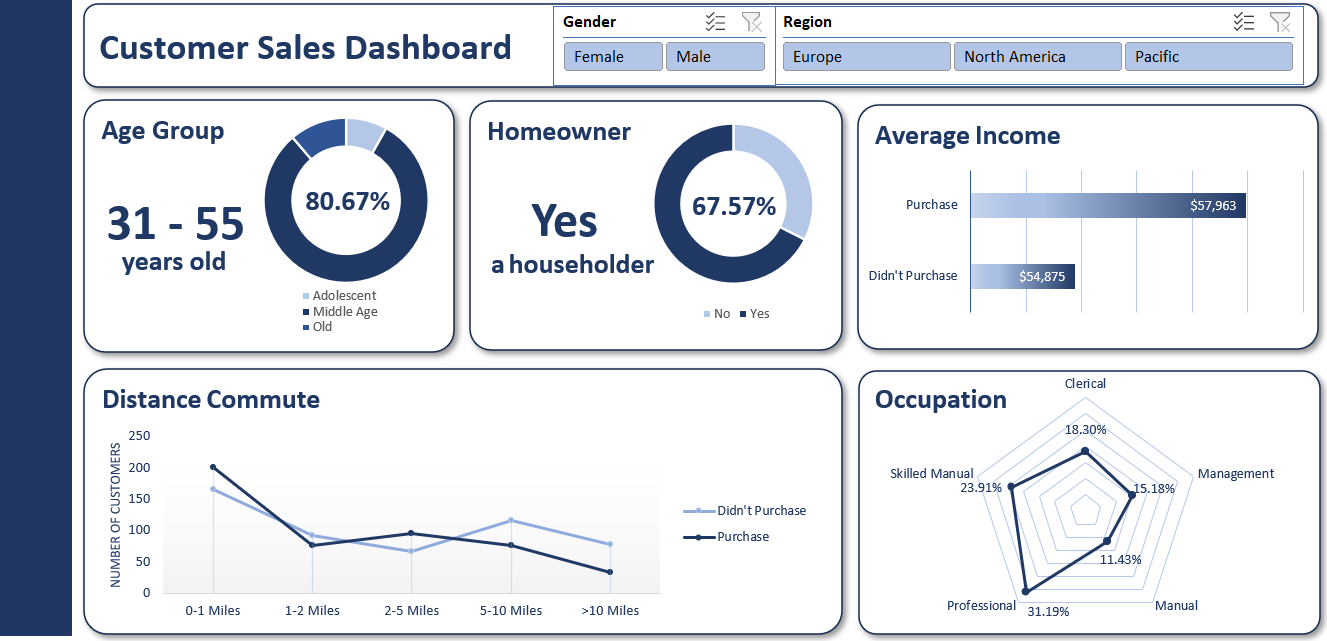 Customer Sales Dashboard
Gender
Female
Male
Region
Europe
North America
Pacific
Age Group
31 - 55
years old
80.67%
Adolescent
Middle Age
Old
Homeowner
Yes
a householder
67.57%
No
Yes
Average Income
Purchase
$57,963
Didn't Purchase
$54,875
Distance Commute
NUMBER OF CUSTOMERS
250
200
150
100
50
0
0-1 Miles
1-2 Miles
2-5 Miles
5-10 Miles
>10 Miles
Didn't Purchase
Purchase
Occupation
Clerical
18.30%
Management
15.18%
Manual
11.43%
Professional
31.19%
Skilled Manual
23.91%